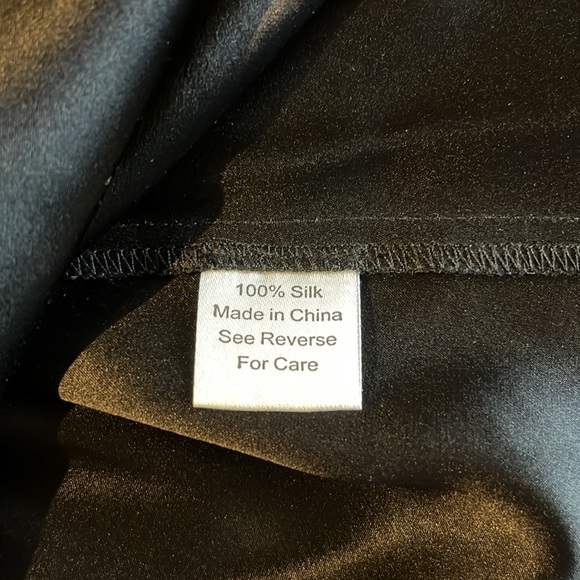 100% Silk
Made in China
See Reverse
For Care